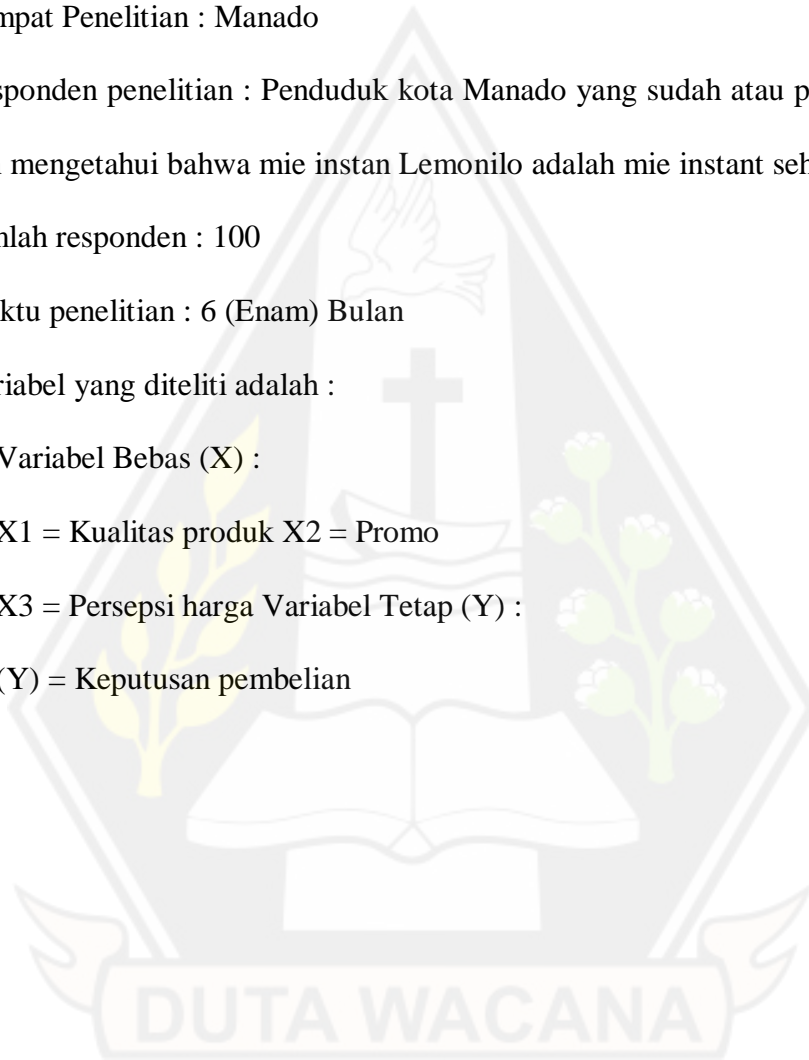 mpat Penelitian : Manado
sponden penelitian : Penduduk kota Manado yang sudah atau p
mengetahui bahwa mie instan Lemonilo adalah mie instant seh
nlah responden : 100
ktu penelitian : 6 (Enam) Bulan
riabel yang diteliti adalah :
Variabel Bebas (X) :
X1 = Kualitas produk X2 = Promo
X3 = Persepsi harga Variabel Tetap (Y) :
(Y) = Keputusan pembelian
DUTA WACANA